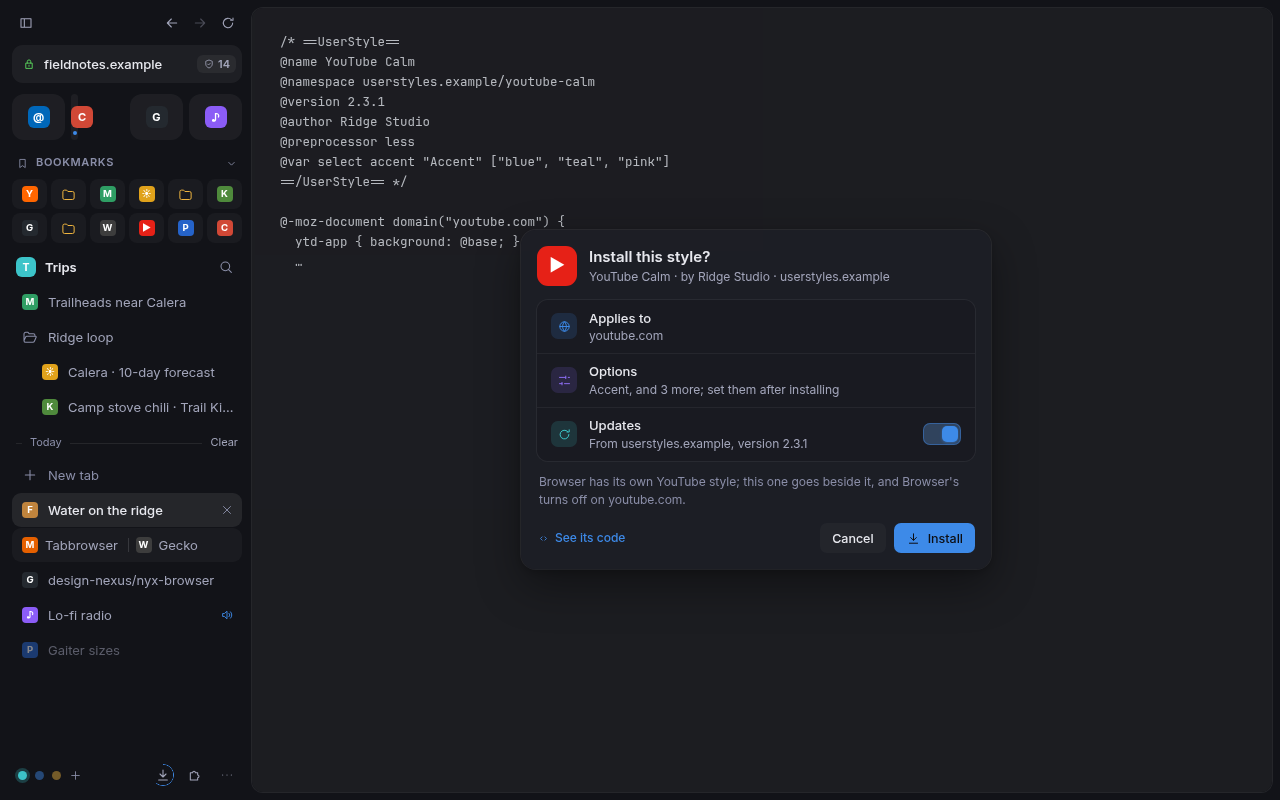 fieldnotes.example
14
@
C
G
BOOKMARKS
Y
M
K
G
W
P
C
T
Trips
M
Trailheads near Calera
Ridge loop
Calera · 10-day forecast
K
Camp stove chili · Trail Ki...
Today
Clear
New tab
F
Water on the ridge
M
Tabbrowser
W
Gecko
G
design-nexus/nyx-browser
Lo-fi radio
P
Gaiter sizes
/* ==UserStyle==
@name YouTube Calm
@namespace userstyles.example/youtube-calm
@version 2.3.1
@author Ridge Studio
@preprocessor less
@var select accent "Accent" ["blue", "teal", "pink"]
==/UserStyle== */
@-moz-document domain("youtube.com") {
ytd-app { background: @base; }
…
Install this style?
YouTube Calm · by Ridge Studio · userstyles.example
Applies to
youtube.com
Options
Accent, and 3 more; set them after installing
Updates
From userstyles.example, version 2.3.1
Browser has its own YouTube style; this one goes beside it, and Browser's
turns off on youtube.com.
See its code
Cancel
Install